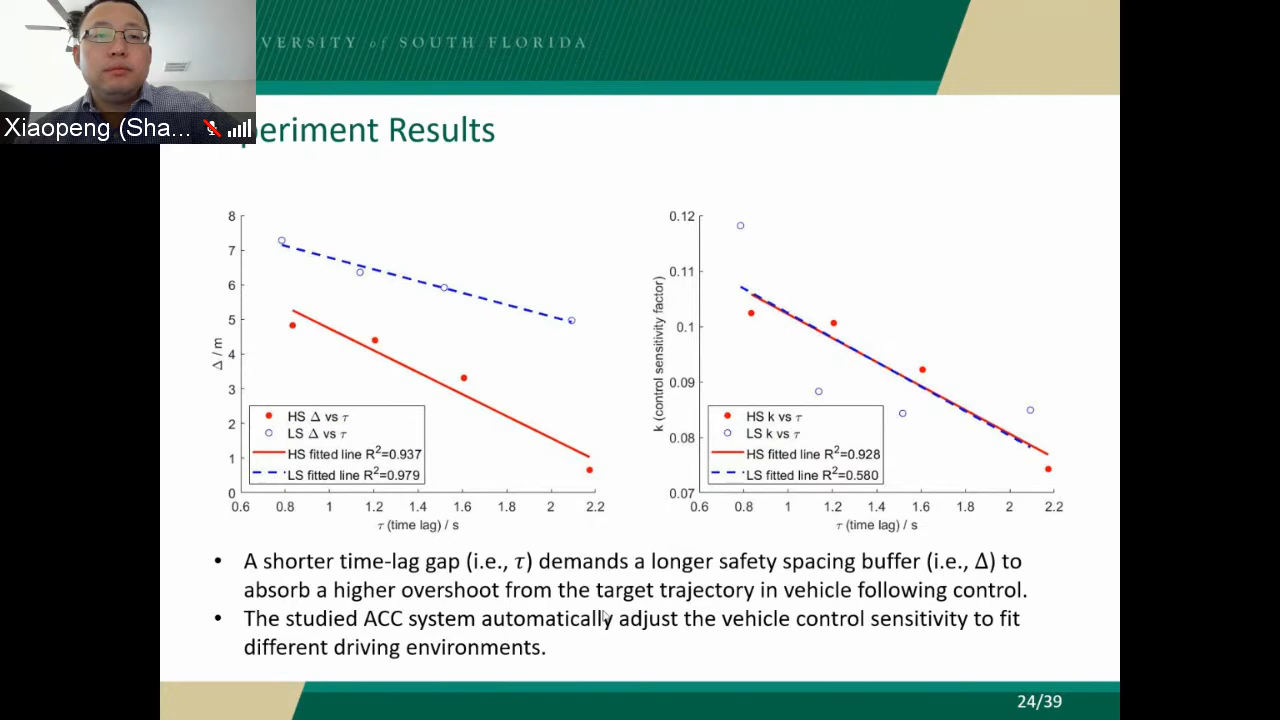 VERSITY of SOUTH FLORIDA
Xiaopeng (Sha...
periment Results
8
7
6
5
4
3
2
1
0
Δ / m
HS Δ vs τ
LS Δ vs τ
HS fitted line R²=0.937
LS fitted line R²=0.979
0.6 0.8 1 1.2 1.4 1.6 1.8 2 2.2
τ (time lag) / s
0.12
0.11
0.1
0.09
0.08
0.07
k (control sensitivity factor)
HS k vs τ
LS k vs τ
HS fitted line R²=0.928
LS fitted line R²=0.580
0.6 0.8 1 1.2 1.4 1.6 1.8 2 2.2
τ (time lag) / s
• A shorter time-lag gap (i.e., τ) demands a longer safety spacing buffer (i.e., Δ) to
absorb a higher overshoot from the target trajectory in vehicle following control.
• The studied ACC system automatically adjust the vehicle control sensitivity to fit
different driving environments.
24/39